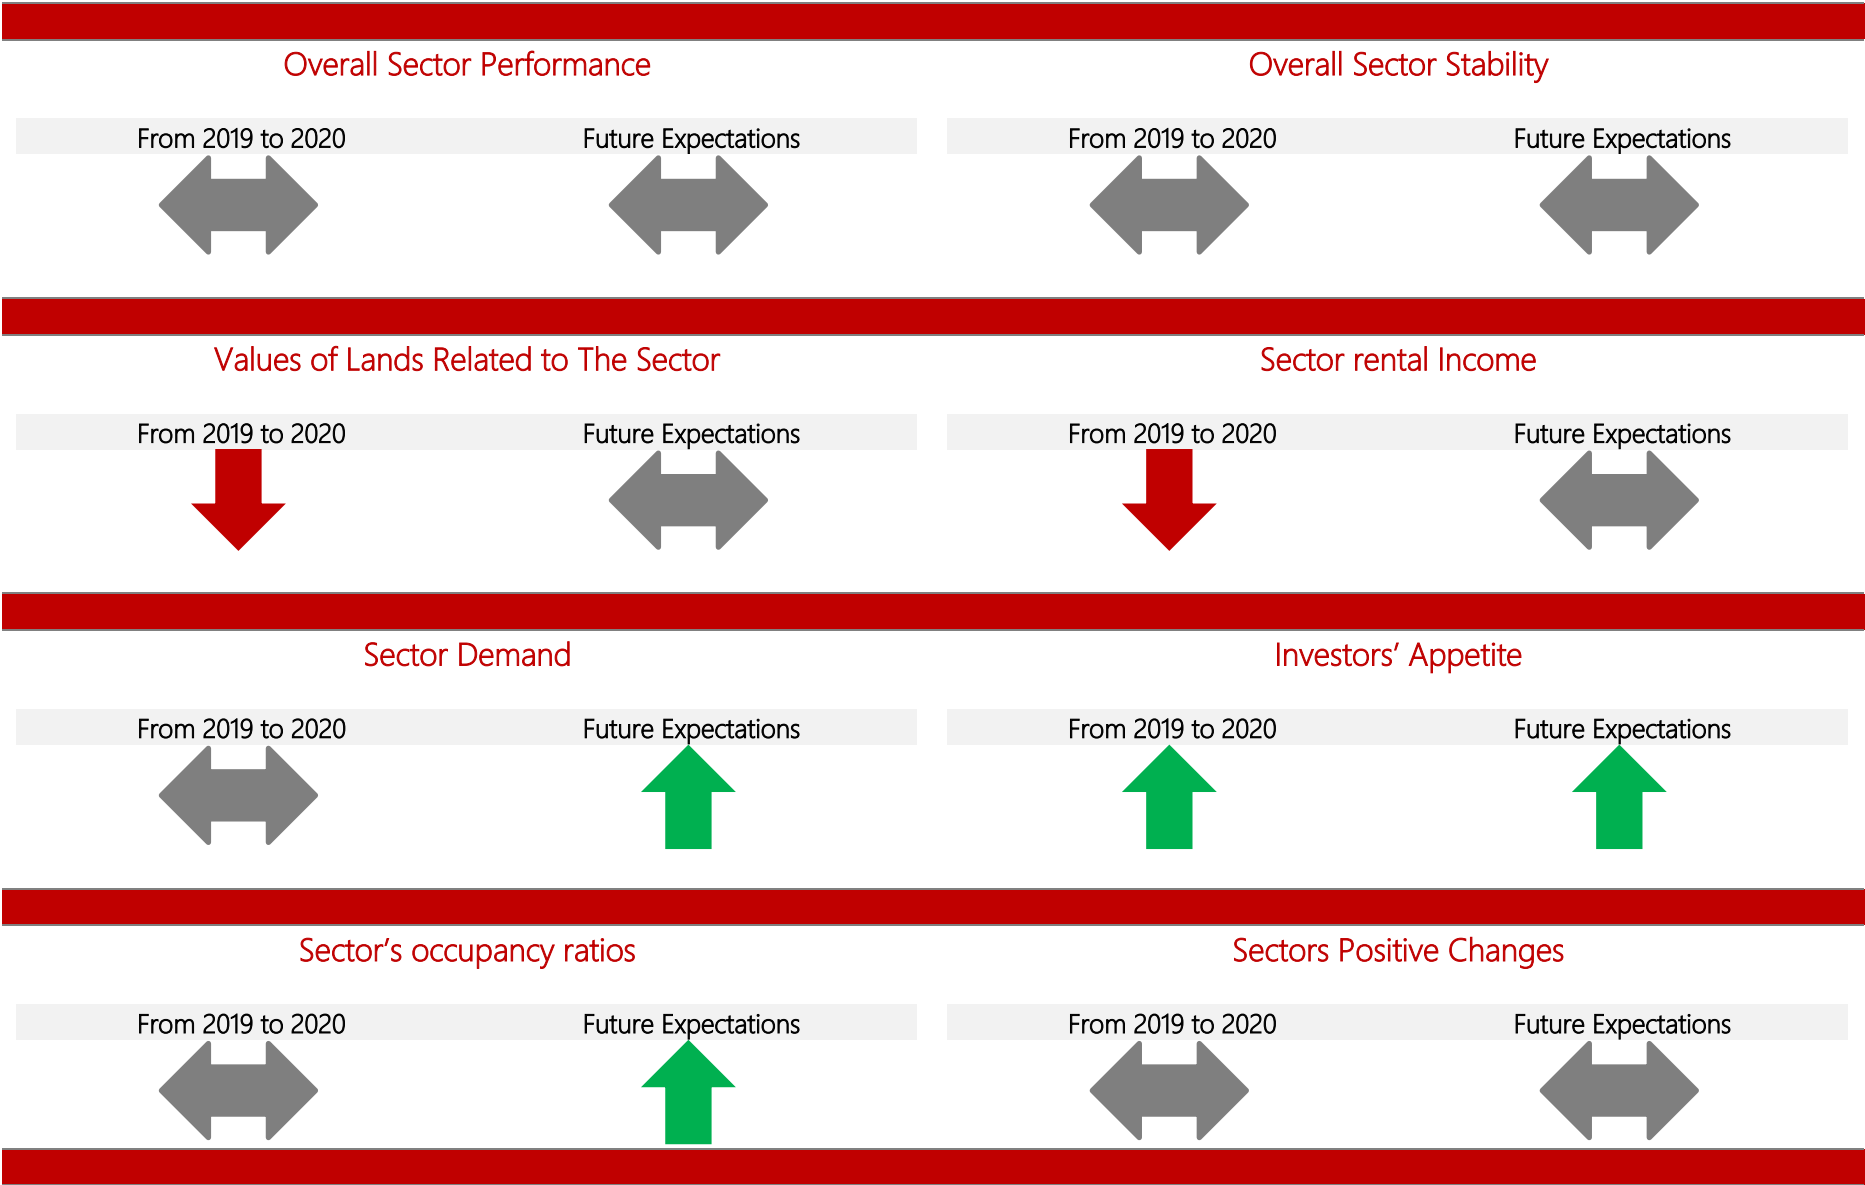 Overall Sector Performance
Overall Sector Stability
From 2019 to 2020
Future Expectations
From 2019 to 2020
Future Expectations
Values of Lands Related to The Sector
Sector rental Income
From 2019 to 2020
Future Expectations
From 2019 to 2020
Future Expectations
Sector Demand
Investors’ Appetite
From 2019 to 2020
Future Expectations
From 2019 to 2020
Future Expectations
Sector’s occupancy ratios
Sectors Positive Changes
From 2019 to 2020
Future Expectations
From 2019 to 2020
Future Expectations